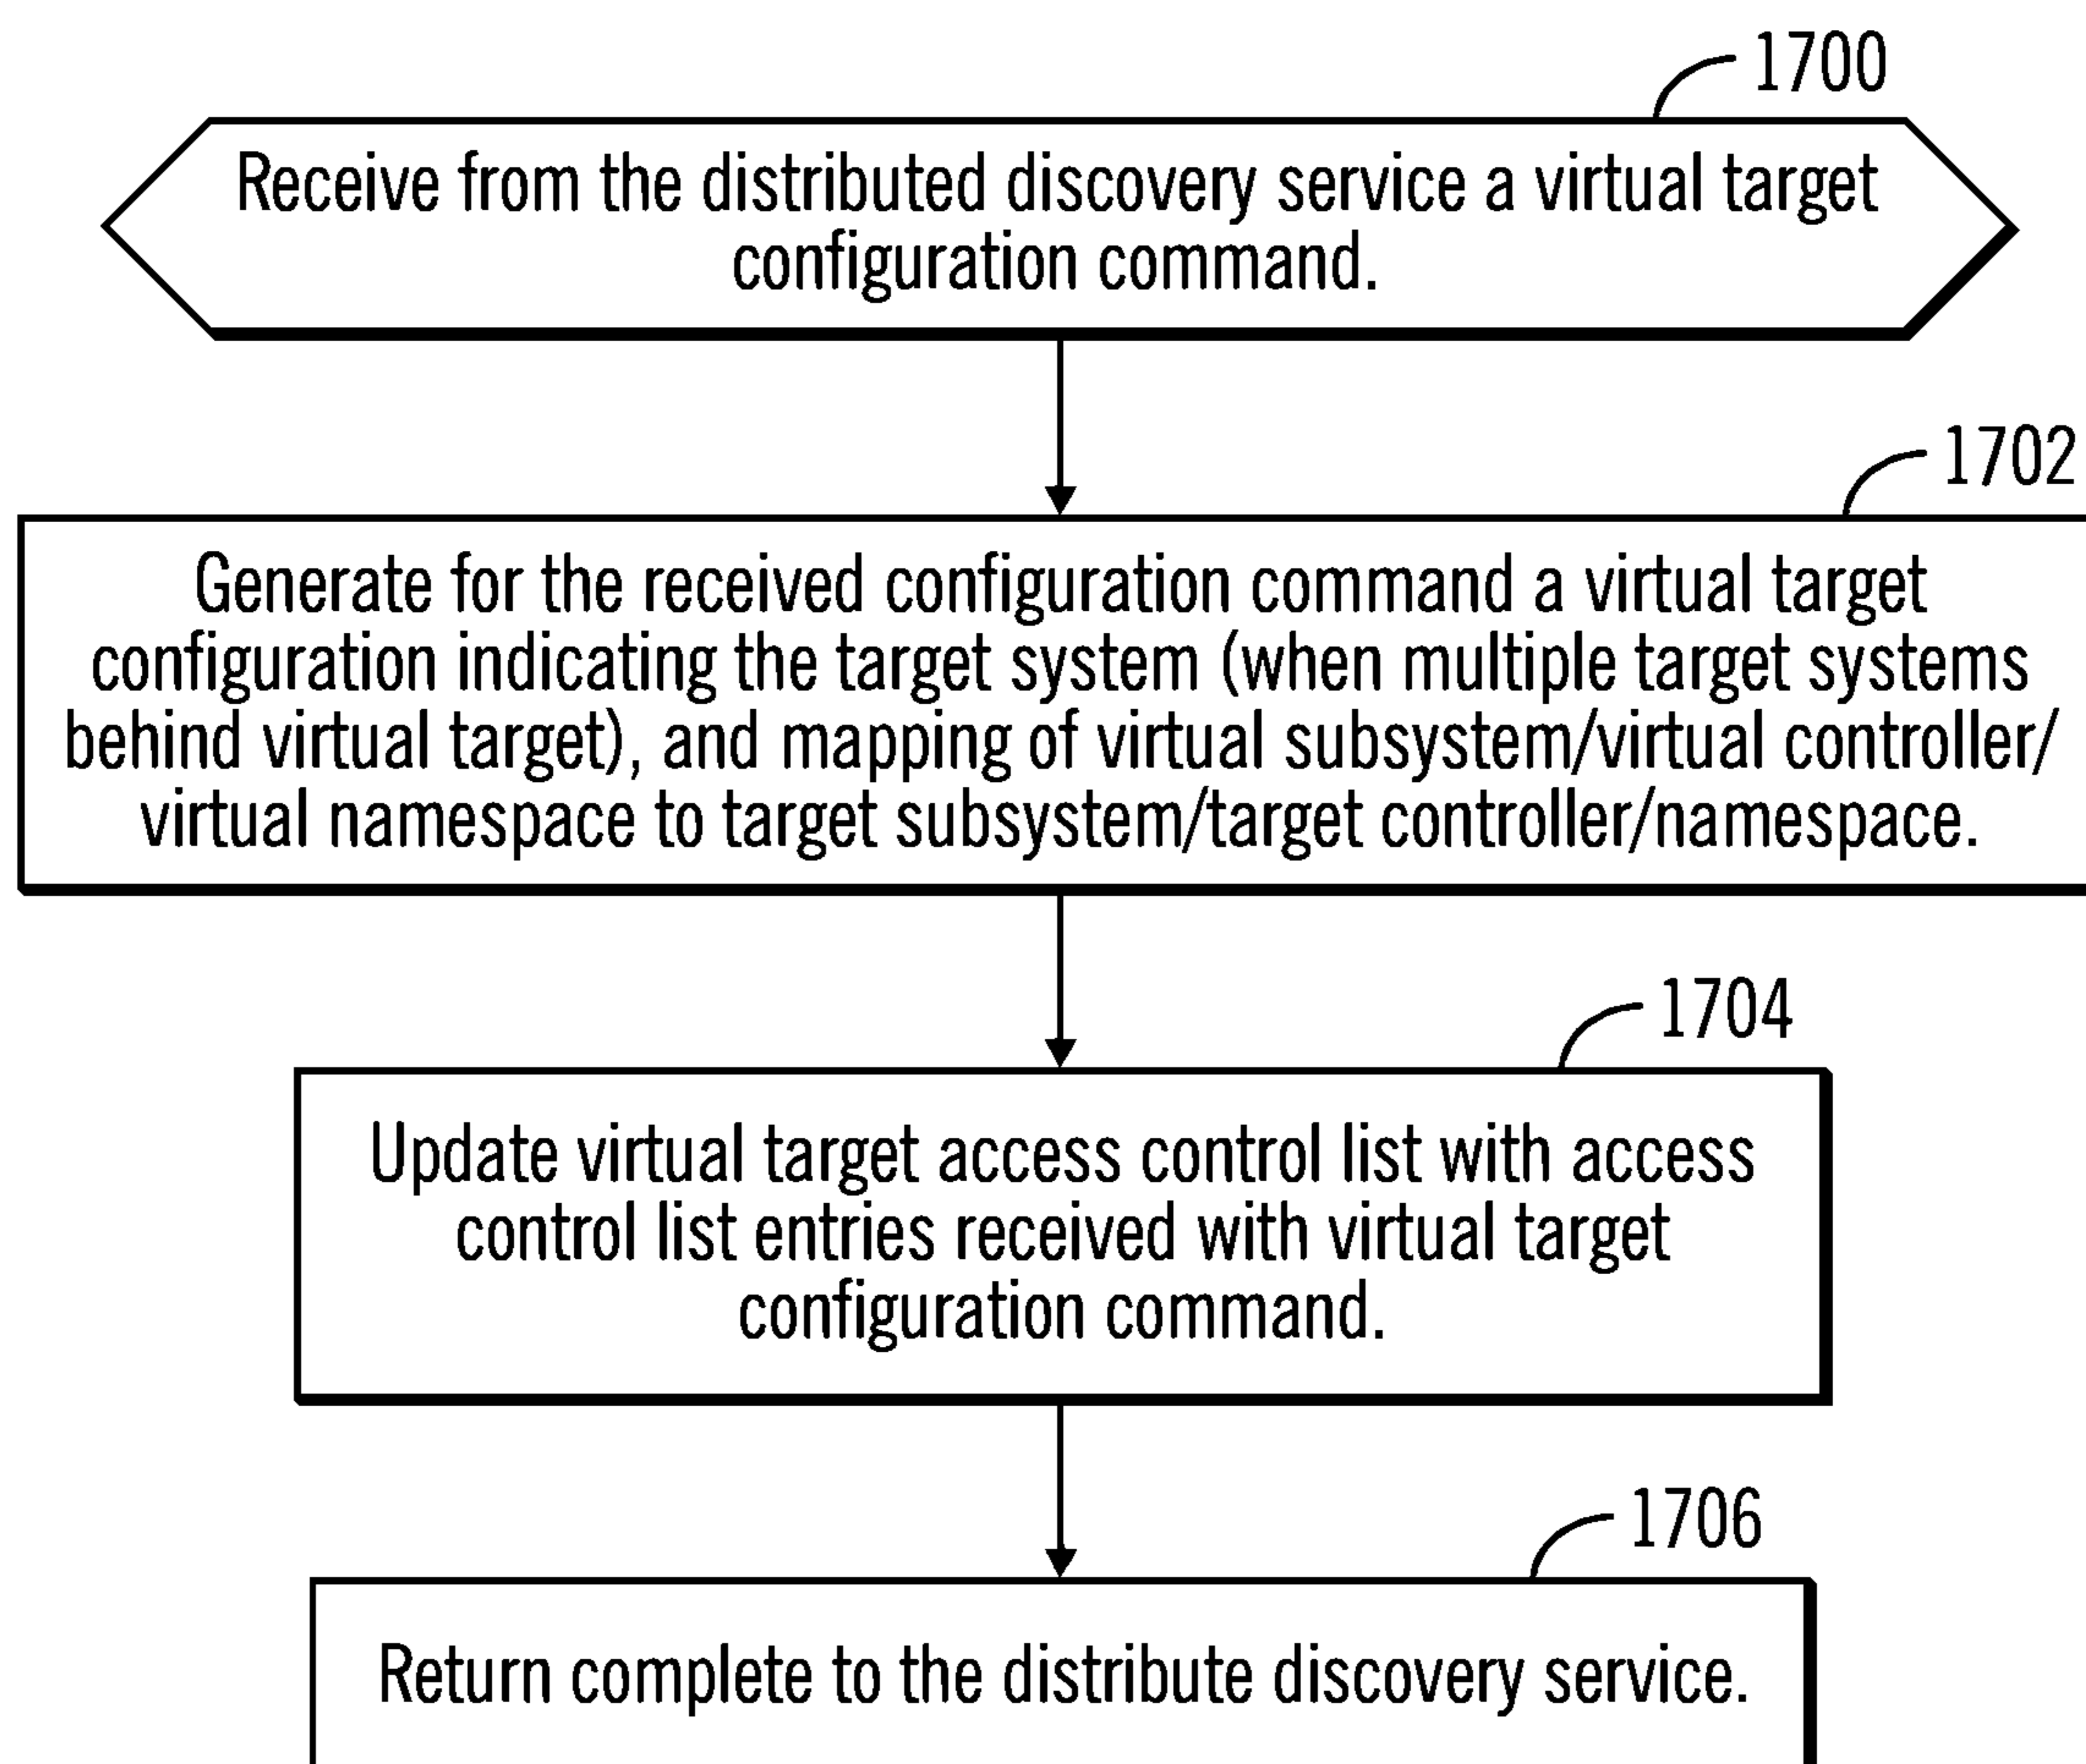 1700
Receive from the distributed discovery service a virtual target
configuration command.
1702
Generate for the received configuration command a virtual target
configuration indicating the target system (when multiple target systems
behind virtual target), and mapping of virtual subsystem/virtual controller/
virtual namespace to target subsystem/target controller/namespace.
1704
Update virtual target access control list with access
control list entries received with virtual target
configuration command.
1706
Return complete to the distribute discovery service.